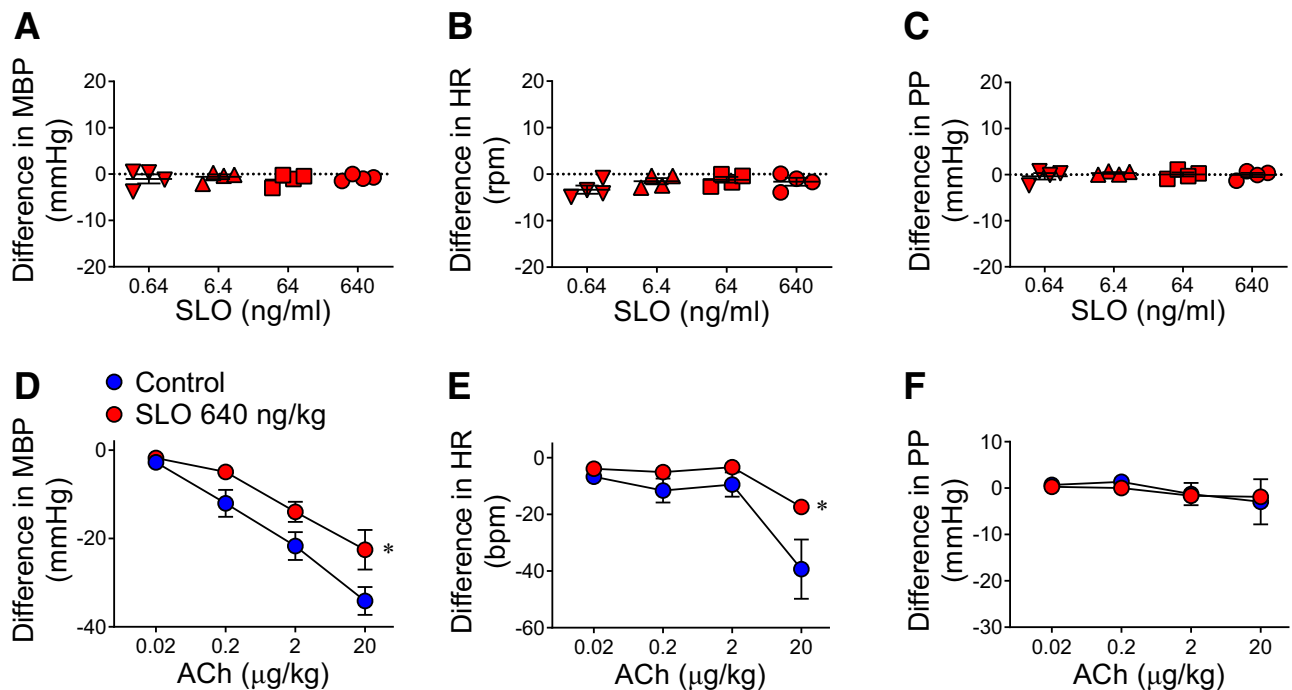 A
Difference in MBP
(mmHg)
20
10
0
-10
-20
0.64 6.4 64 640
SLO (ng/ml)
B
Difference in HR
(rpm)
20
10
0
-10
-20
0.64 6.4 64 640
SLO (ng/ml)
C
Difference in PP
(mmHg)
20
10
0
-10
-20
0.64 6.4 64 640
SLO (ng/ml)
D
Control
SLO 640 ng/kg
Difference in MBP
(mmHg)
0
-20
-40
*
0.02 0.2 2 20
ACh (μg/kg)
E
Difference in HR
(bpm)
0
-20
-40
-60
*
0.02 0.2 2 20
ACh (μg/kg)
F
Difference in PP
(mmHg)
10
0
-10
-20
-30
0.02 0.2 2 20
ACh (μg/kg)